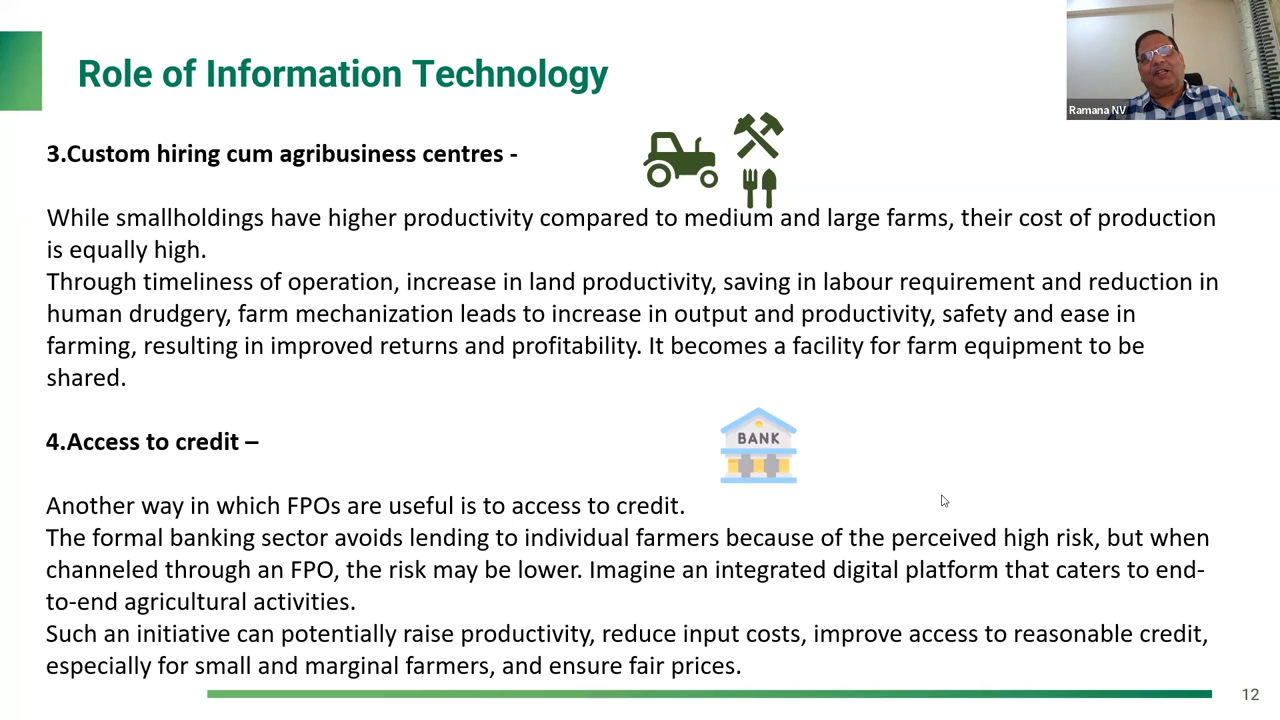 Role of Information Technology
Ramana NV
3.Custom hiring cum agribusiness centres -
While smallholdings have higher productivity compared to medium and large farms, their cost of production
is equally high.
Through timeliness of operation, increase in land productivity, saving in labour requirement and reduction in
human drudgery, farm mechanization leads to increase in output and productivity, safety and ease in
farming, resulting in improved returns and profitability. It becomes a facility for farm equipment to be
shared.
BANK
4.Access to credit –
Another way in which FPOs are useful is to access to credit.
The formal banking sector avoids lending to individual farmers because of the perceived high risk, but when
channeled through an FPO, the risk may be lower. Imagine an integrated digital platform that caters to end-
to-end agricultural activities.
Such an initiative can potentially raise productivity, reduce input costs, improve access to reasonable credit,
especially for small and marginal farmers, and ensure fair prices.
12